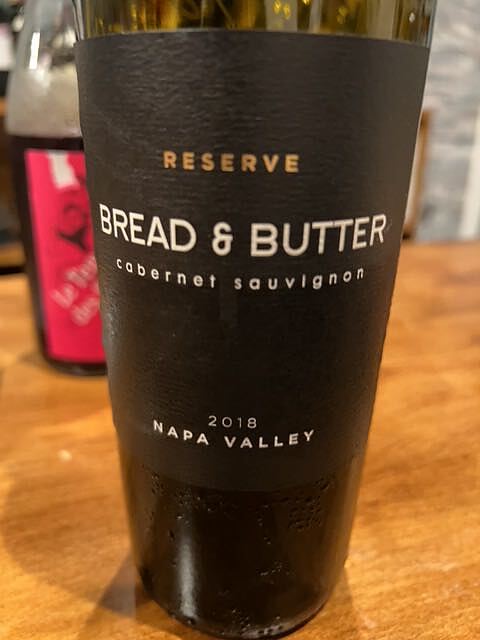 RESERVE
BREAD & BUTTER
cabernet sauvignon
2018
NAPA VALLEY